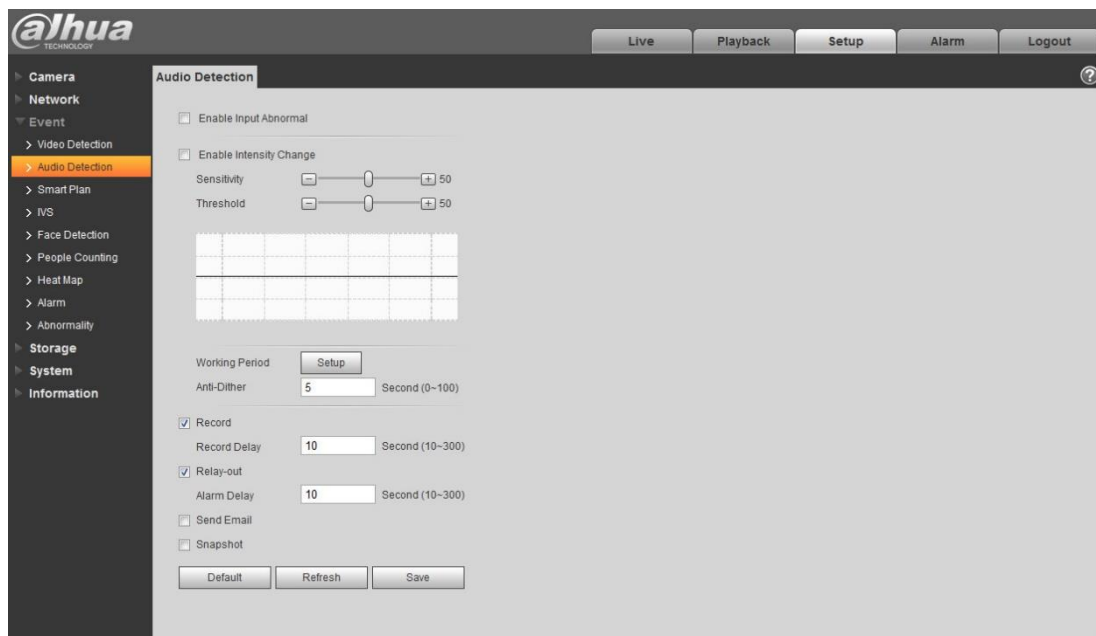 alhua
TECHNOLOGY
Live Playback Setup Alarm Logout
Camera
Network
Event
> Video Detection
> Audio Detection
> Smart Plan
> IVS
> Face Detection
> People Counting
> Heat Map
> Alarm
> Abnormality
Storage
System
Information
Audio Detection
?
Enable Input Abnormal
Enable Intensity Change
Sensitivity - + 50
Threshold - + 50
Working Period Setup
Anti-Dither 5 Second (0~100)
Record
Record Delay 10 Second (10~300)
Relay-out
Alarm Delay 10 Second (10~300)
Send Email
Snapshot
Default Refresh Save